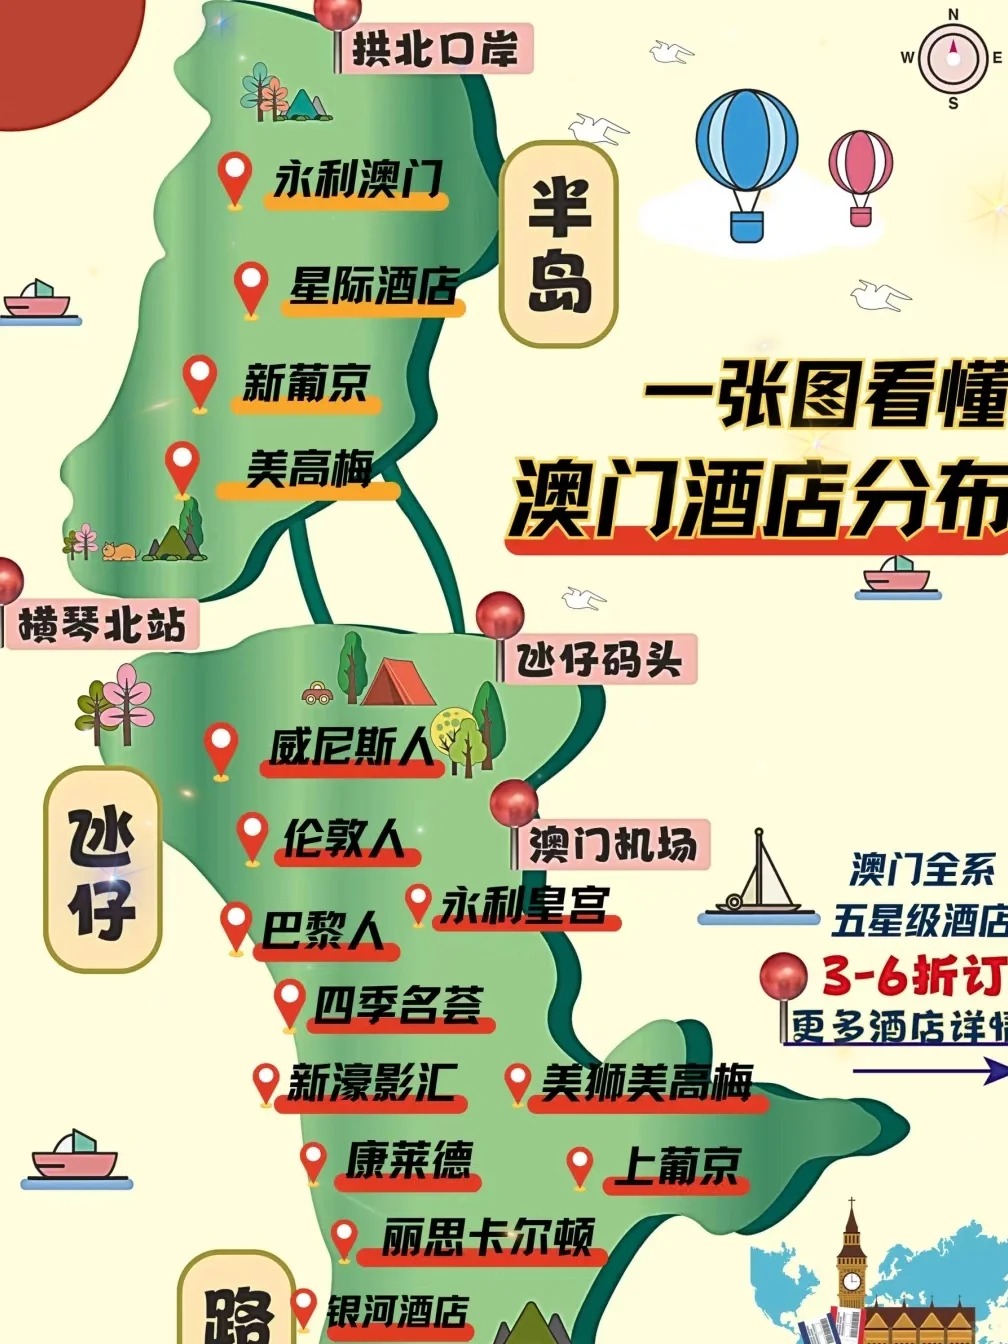 N
W
E
S
拱北口岸
永利澳门
半岛
星际酒店
新葡京
美高梅
一张图看懂
澳门酒店分布
横琴北站
氹仔码头
威尼斯人
氹仔
伦敦人
澳门机场
永利皇宫
巴黎人
四季名荟
新濠影汇
美狮美高梅
康莱德
上葡京
丽思卡尔顿
银河酒店
路
澳门全系
五星级酒店
3-6折订
更多酒店详情